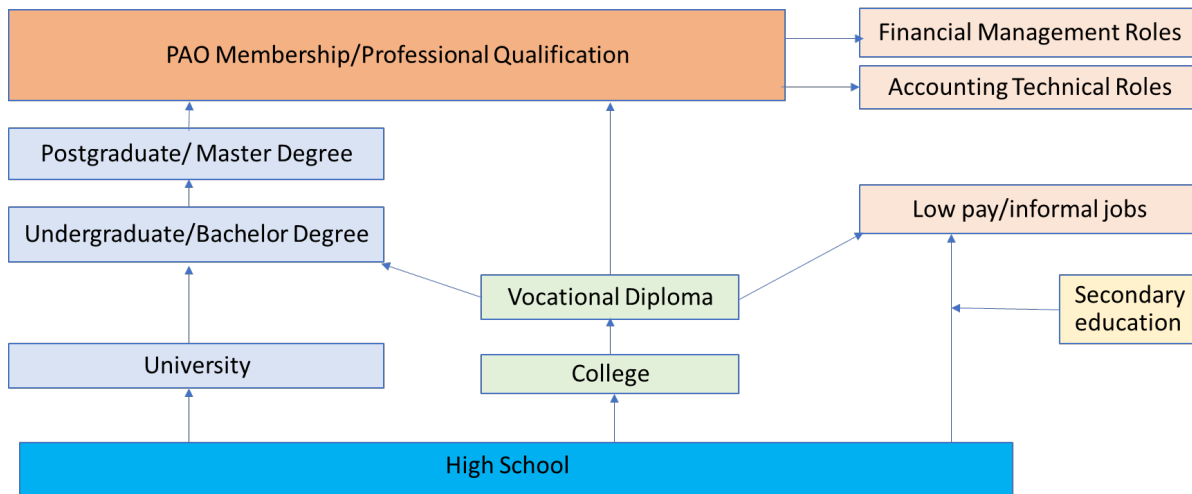 PAO Membership/Professional Qualification
Financial Management Roles
Accounting Technical Roles
Postgraduate/ Master Degree
Undergraduate/Bachelor Degree
Low pay/informal jobs
Vocational Diploma
Secondary
education
University
College
High School